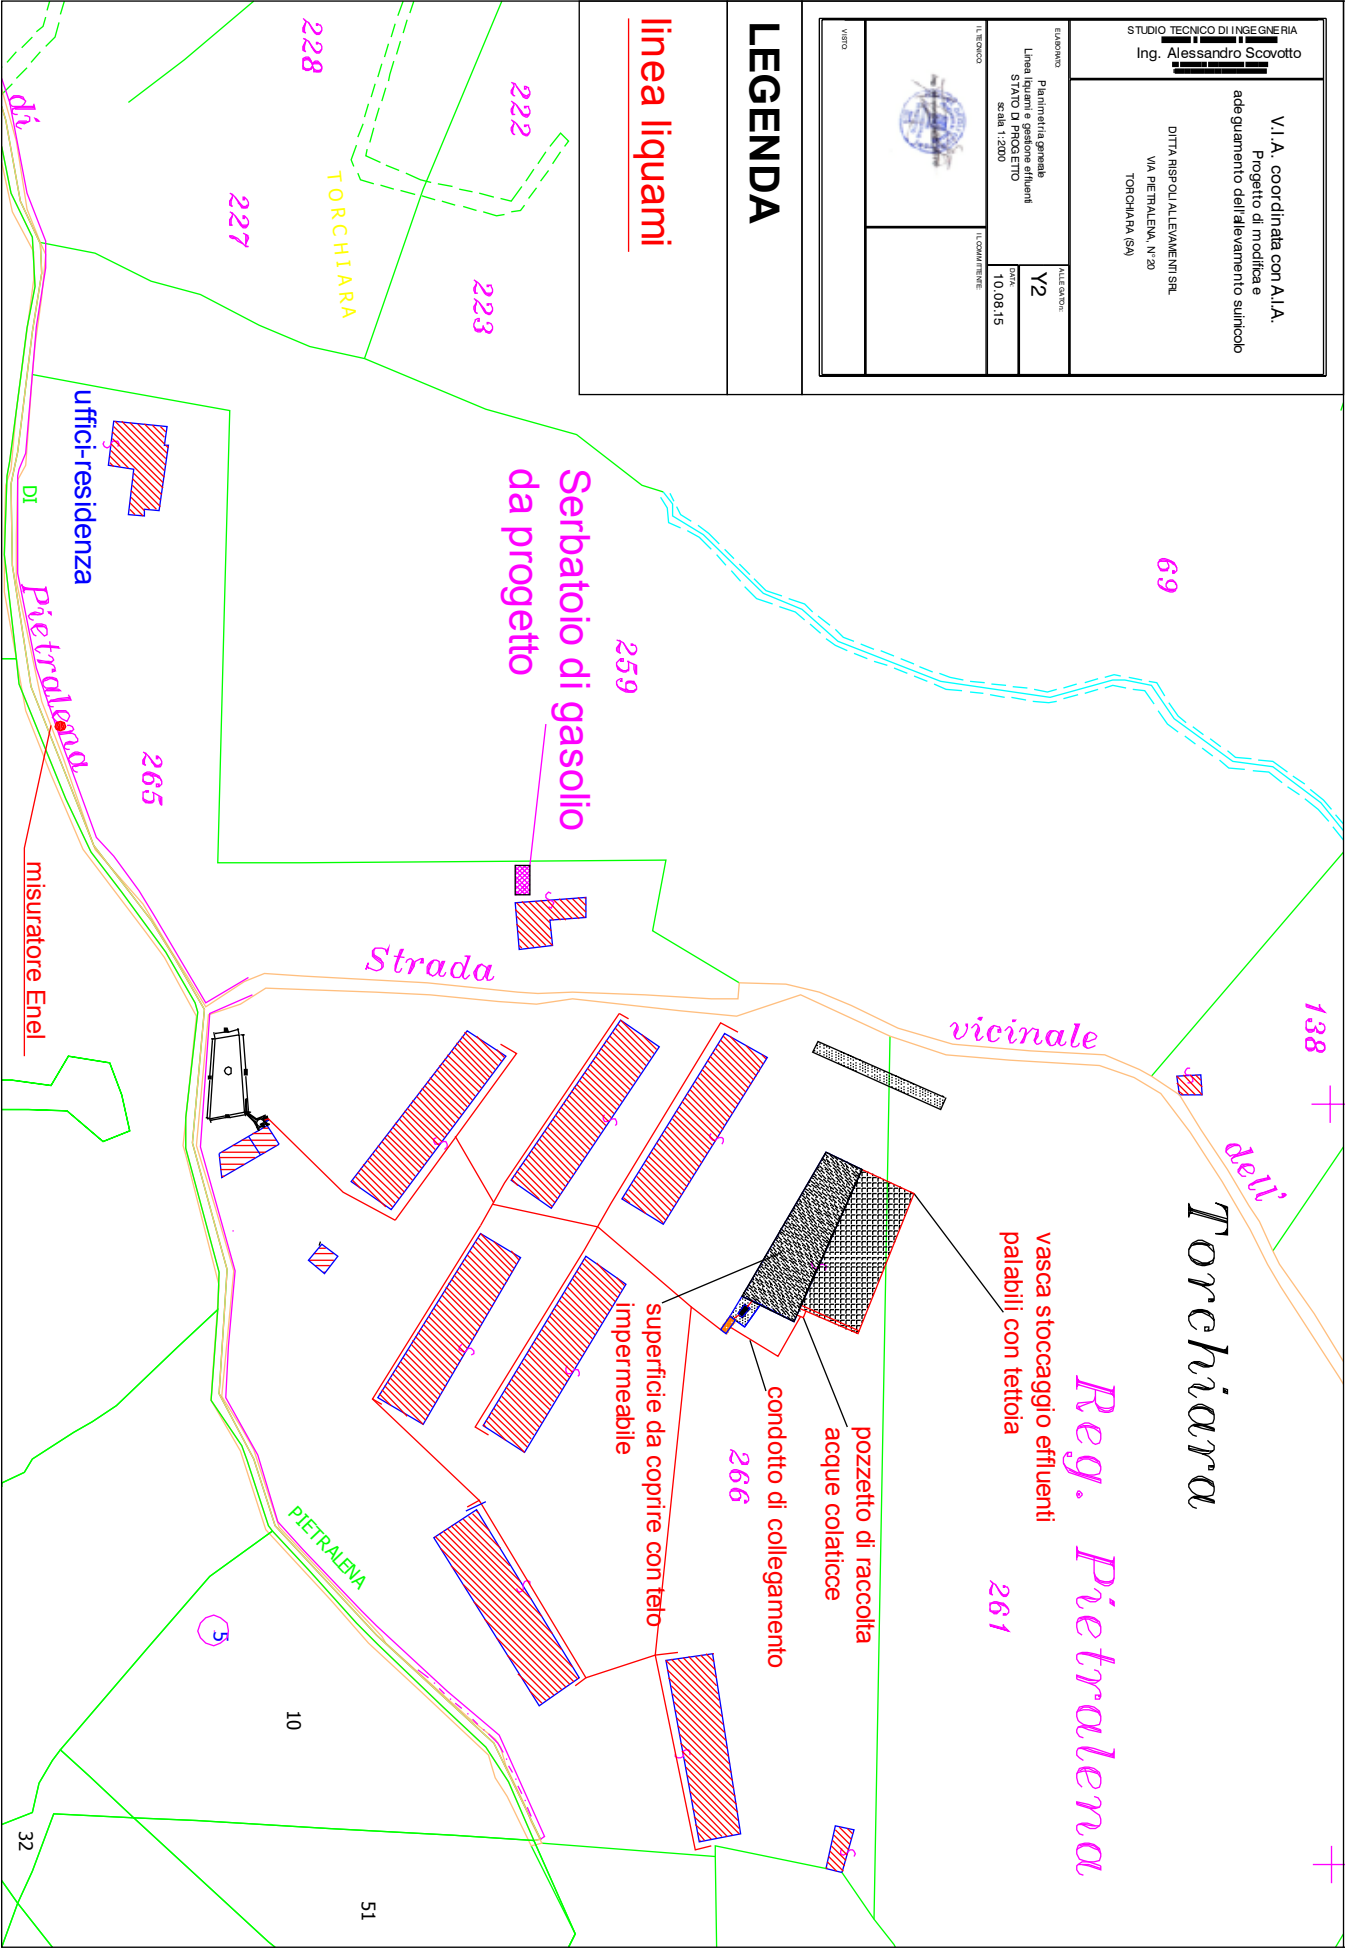 STUDIO TECNICO DI INGEGNERIA
Ing. Alessandro Scovotto
V.I.A. coordinata con A.I.A.
Progetto di modifica e
adeguamento dell'allevamento suinicolo
DITTA RISPOLI ALLEVAMENTI SRL
VIA PIETRALENA, N° 20
TORCHIARA (SA)
ELABORATO
Planimetria generale
Linea liquami e gestione effluenti
STATO DI PROGETTO
scala 1:2000
ALLEGATO n:
Y2
DATA:
10.08.15
IL TECNICO
IL COMMITTENTE:
VISTO
LEGENDA
linea liquami
69
138
dell'
Torchiara
Reg. Pietralena
vicinale
Strada
261
vasca stoccaggio effluenti
palabili con tettoia
pozzetto di raccolta
acque colaticce
condotto di collegamento
266
superficie da coprire con telo
impermeabile
259
Serbatoio di gasolio
da progetto
222
223
228
227
TORCHIARA
di
uffici-residenza
DI
Pietralena
265
misuratore Enel
PIETRALENA
5
10
51
32